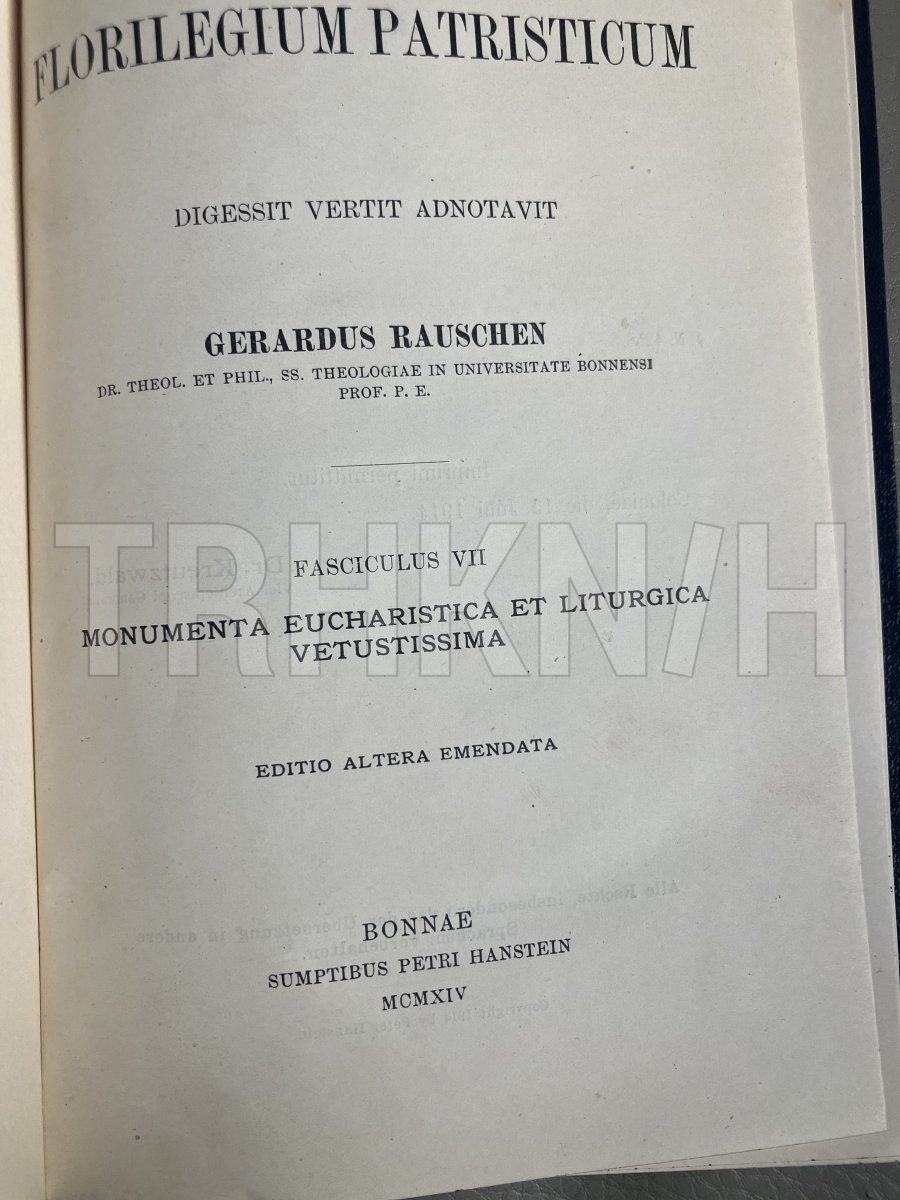 FLORILEGIUM PATRISTICUM
DIGESSIT VERTIT ADNOTAVIT
GERARDUS RAUSCHEN
DR. THEOL. ET PHIL., SS. THEOLOGIAE IN UNIVERSITATE BONNENSI
PROF. P. E.
FASCICULUS VII
MONUMENTA EUCHARISTICA ET LITURGICA
VETUSTISSIMA
EDITIO ALTERA EMENDATA
BONNAE
SUMPTIBUS PETRI HANSTEIN
MCMXIV
TRHKN/H